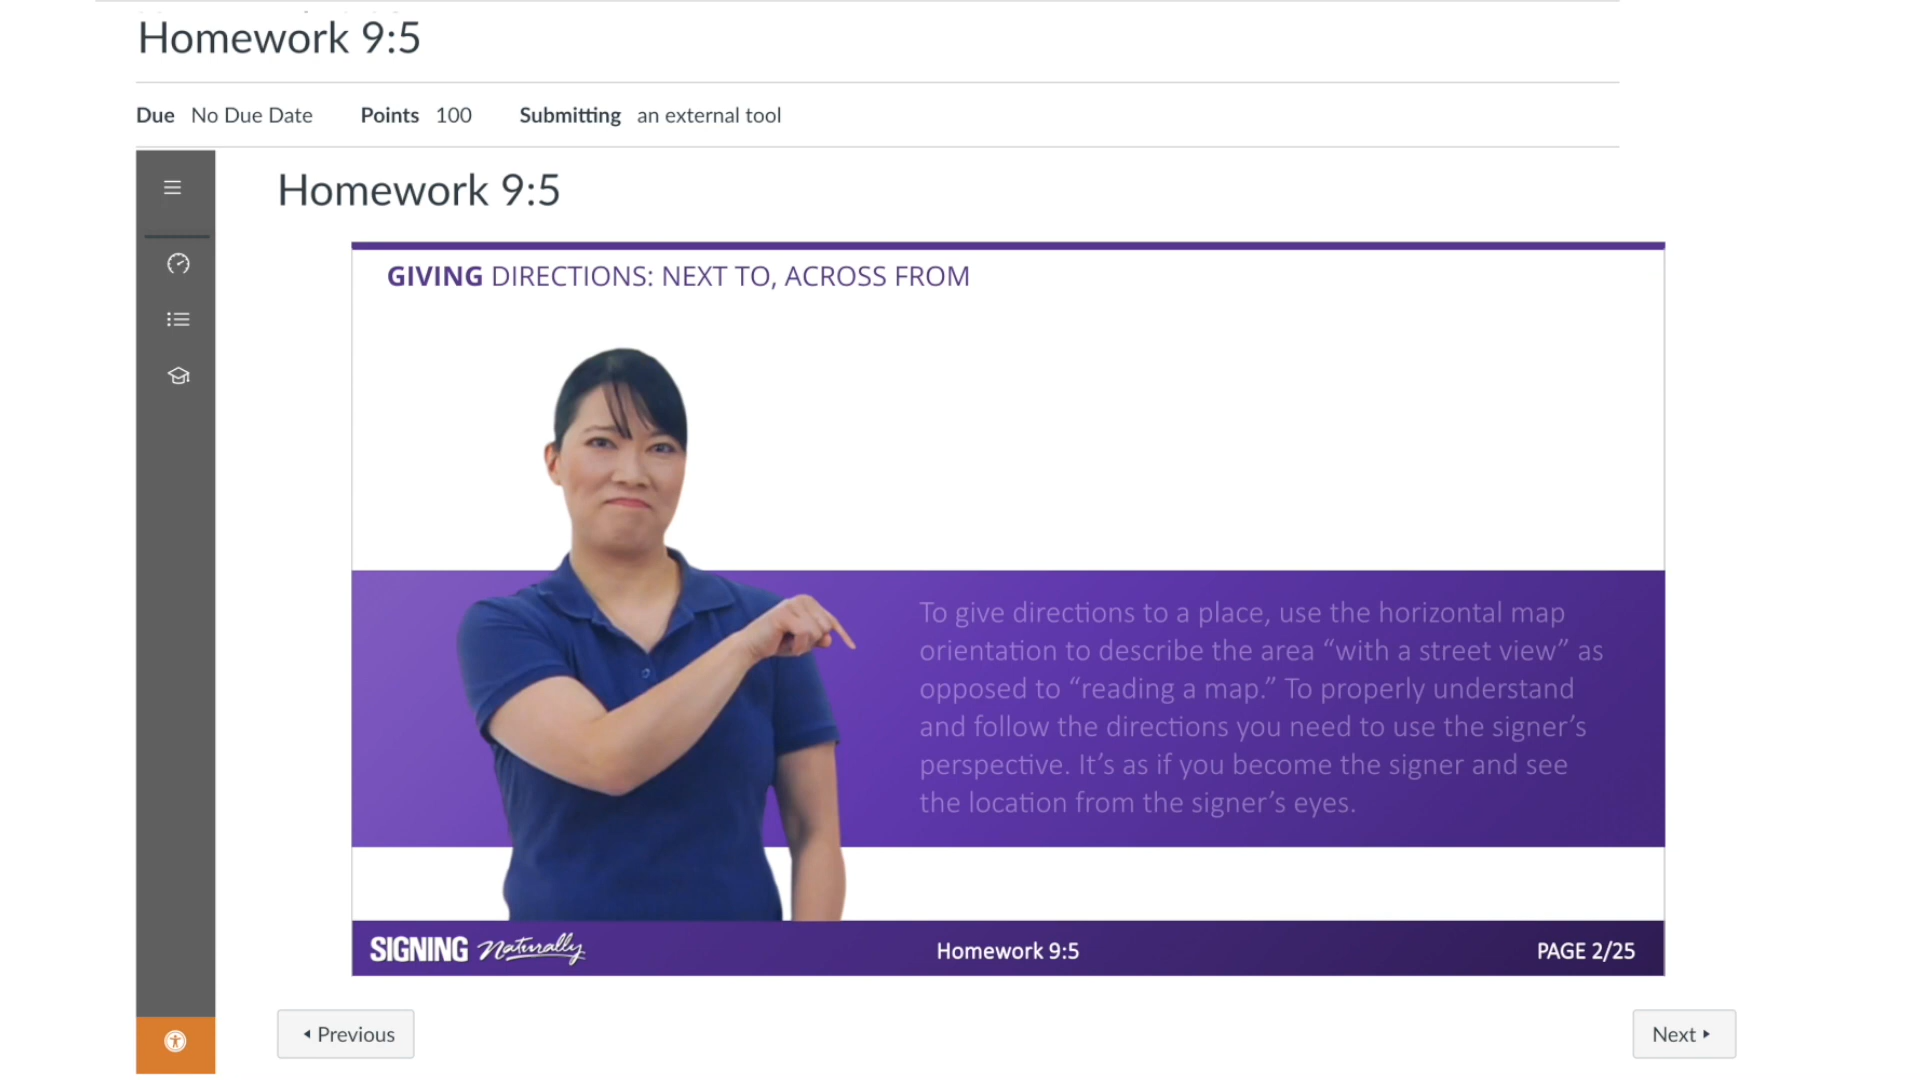 Homework 9:5
Due No Due Date Points 100 Submitting an external tool
Homework 9:5
GIVING DIRECTIONS: NEXT TO, ACROSS FROM
To give directions to a place, use the horizontal map
orientation to describe the area “with a street view” as
opposed to “reading a map.” To properly understand
and follow the directions you need to use the signer’s
perspective. It’s as if you become the signer and see
the location from the signer’s eyes.
SIGNING Naturally Homework 9:5 PAGE 2/25
Previous Next